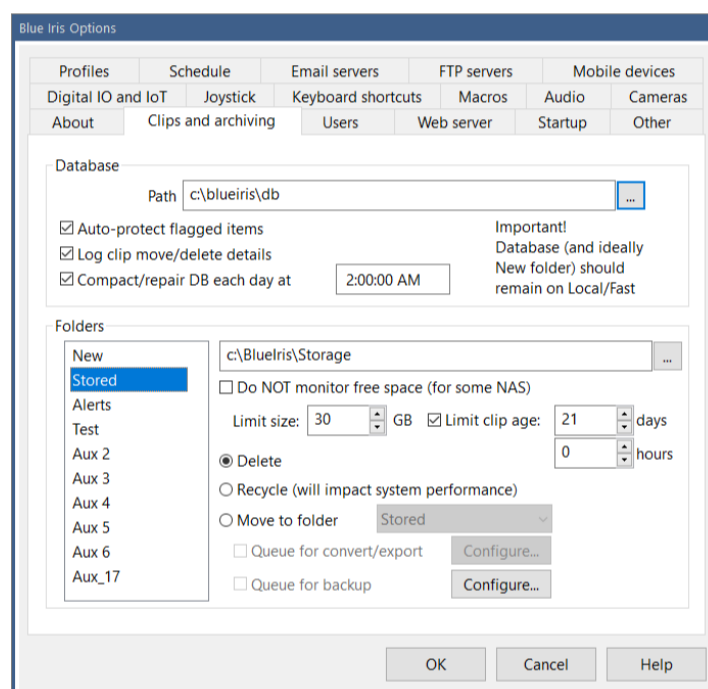 Blue Iris Options
Profiles Schedule Email servers FTP servers Mobile devices
Digital IO and IoT Joystick Keyboard shortcuts Macros Audio Cameras
About Clips and archiving Users Web server Startup Other
Database
Path c:\blueiris\db ...
Auto-protect flagged items
Log clip move/delete details
Compact/repair DB each day at 2:00:00 AM
Important!
Database (and ideally
New folder) should
remain on Local/Fast
Folders
New
Stored
Alerts
Test
Aux 2
Aux 3
Aux 4
Aux 5
Aux 6
Aux_17
c:\BlueIris\Storage ...
Do NOT monitor free space (for some NAS)
Limit size: 30 GB Limit clip age: 21 days
0 hours
Delete
Recycle (will impact system performance)
Move to folder Stored
Queue for convert/export Configure...
Queue for backup Configure...
OK Cancel Help